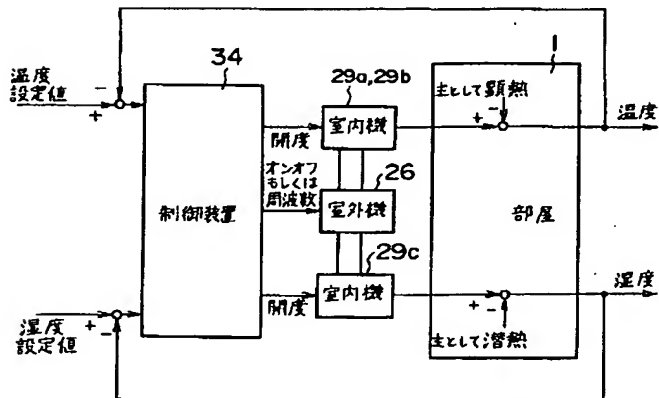 34
1
温度
設定値
-
+
29a,29b
主として顕熱
-
+
温度
室内機
開度
オンオフ
もしくは
周波数
26
制御装置
室外機
部屋
29c
湿度
設定値
+
-
開度
室内機
+
-
主として潜熱
湿度